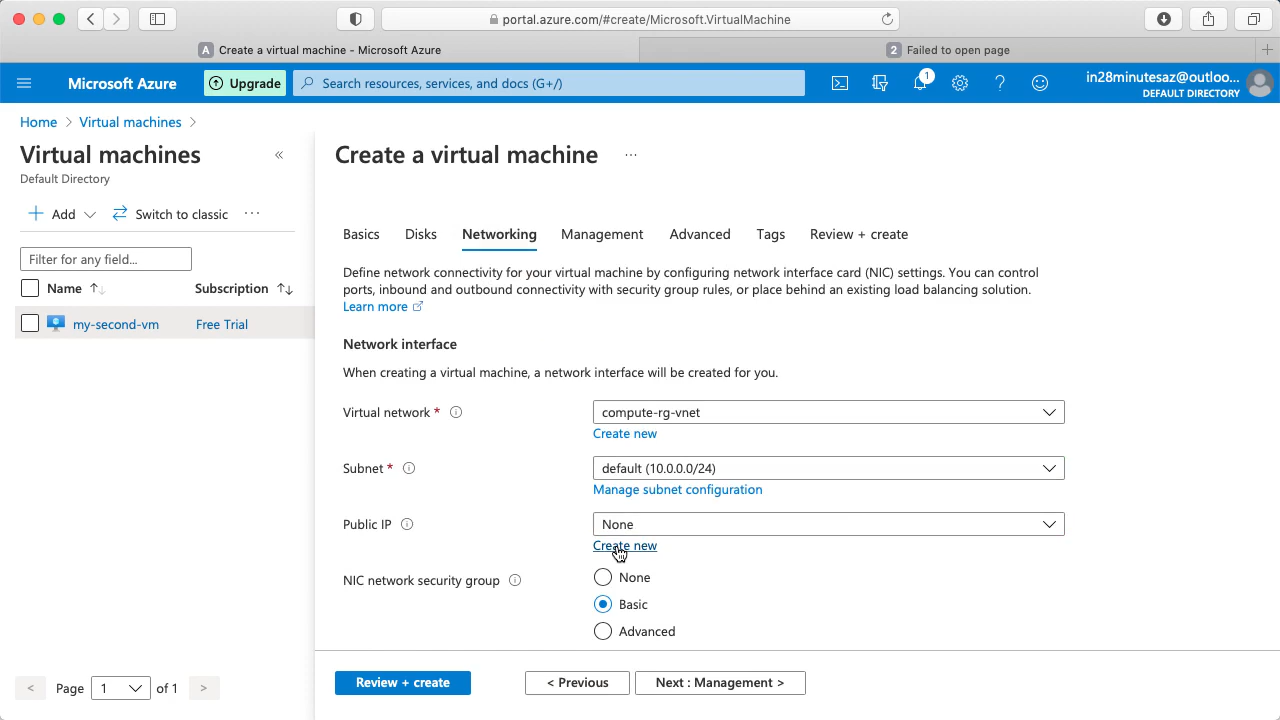 portal.azure.com/#create/Microsoft.VirtualMachine
A Create a virtual machine - Microsoft Azure
2 Failed to open page
Microsoft Azure
Upgrade
Search resources, services, and docs (G+/)
1
in28minutesaz@outloo...
DEFAULT DIRECTORY
Home > Virtual machines >
Virtual machines
Default Directory
Add
Switch to classic
Filter for any field...
Name
Subscription
my-second-vm
Free Trial
< Page 1 of 1 >
Create a virtual machine
Basics Disks Networking Management Advanced Tags Review + create
Define network connectivity for your virtual machine by configuring network interface card (NIC) settings. You can control
ports, inbound and outbound connectivity with security group rules, or place behind an existing load balancing solution.
Learn more
Network interface
When creating a virtual machine, a network interface will be created for you.
Virtual network *
compute-rg-vnet
Create new
Subnet *
default (10.0.0.0/24)
Manage subnet configuration
Public IP
None
Create new
NIC network security group
None
Basic
Advanced
Review + create
< Previous
Next : Management >